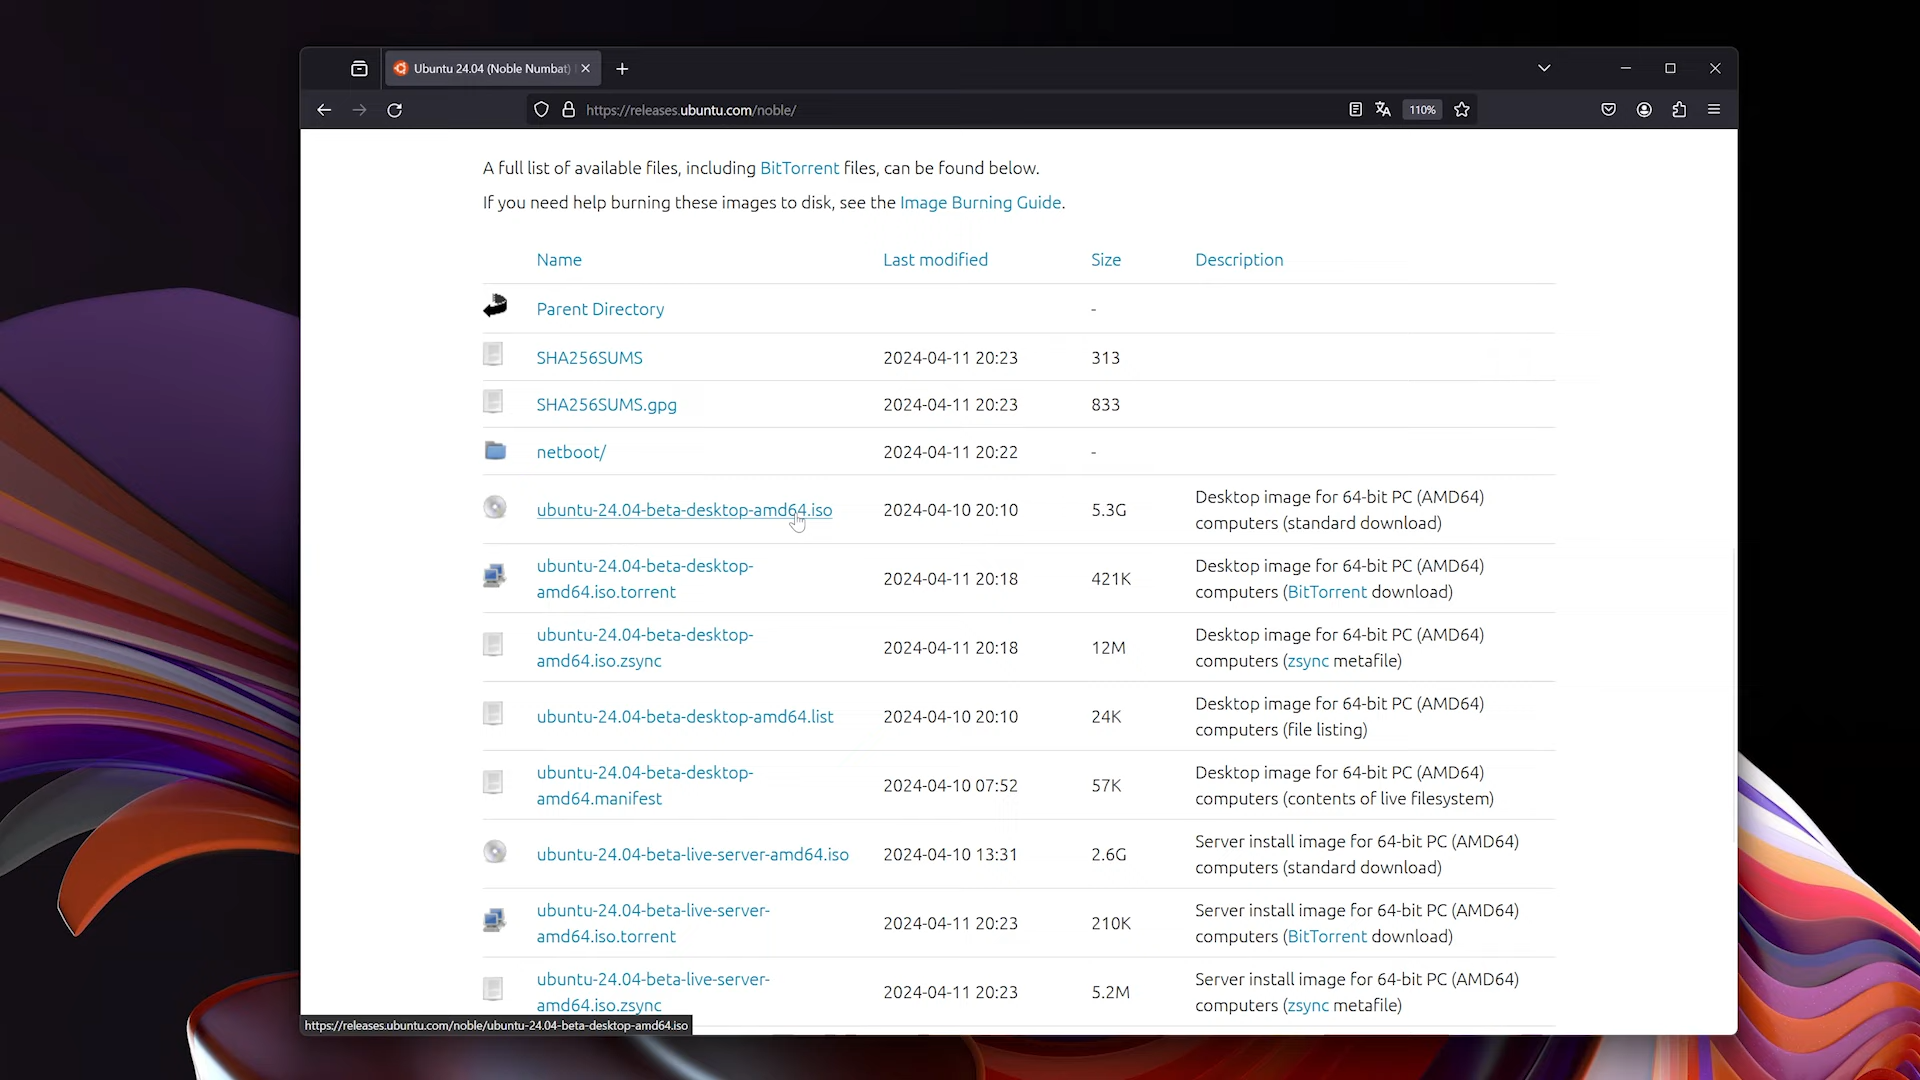 Ubuntu 24.04 (Noble Numbat)
https://releases.ubuntu.com/noble/
110%
A full list of available files, including BitTorrent files, can be found below.
If you need help burning these images to disk, see the Image Burning Guide.
Name Last modified Size Description
Parent Directory -
SHA256SUMS 2024-04-11 20:23 313
SHA256SUMS.gpg 2024-04-11 20:23 833
netboot/ 2024-04-11 20:22 -
ubuntu-24.04-beta-desktop-amd64.iso 2024-04-10 20:10 5.3G Desktop image for 64-bit PC (AMD64)
computers (standard download)
ubuntu-24.04-beta-desktop-
amd64.iso.torrent 2024-04-11 20:18 421K Desktop image for 64-bit PC (AMD64)
computers (BitTorrent download)
ubuntu-24.04-beta-desktop-
amd64.iso.zsync 2024-04-11 20:18 12M Desktop image for 64-bit PC (AMD64)
computers (zsync metafile)
ubuntu-24.04-beta-desktop-amd64.list 2024-04-10 20:10 24K Desktop image for 64-bit PC (AMD64)
computers (file listing)
ubuntu-24.04-beta-desktop-
amd64.manifest 2024-04-10 07:52 57K Desktop image for 64-bit PC (AMD64)
computers (contents of live filesystem)
ubuntu-24.04-beta-live-server-amd64.iso 2024-04-10 13:31 2.6G Server install image for 64-bit PC (AMD64)
computers (standard download)
ubuntu-24.04-beta-live-server-
amd64.iso.torrent 2024-04-11 20:23 210K Server install image for 64-bit PC (AMD64)
computers (BitTorrent download)
ubuntu-24.04-beta-live-server-
amd64.iso.zsync 2024-04-11 20:23 5.2M Server install image for 64-bit PC (AMD64)
computers (zsync metafile)
https://releases.ubuntu.com/noble/ubuntu-24.04-beta-desktop-amd64.iso